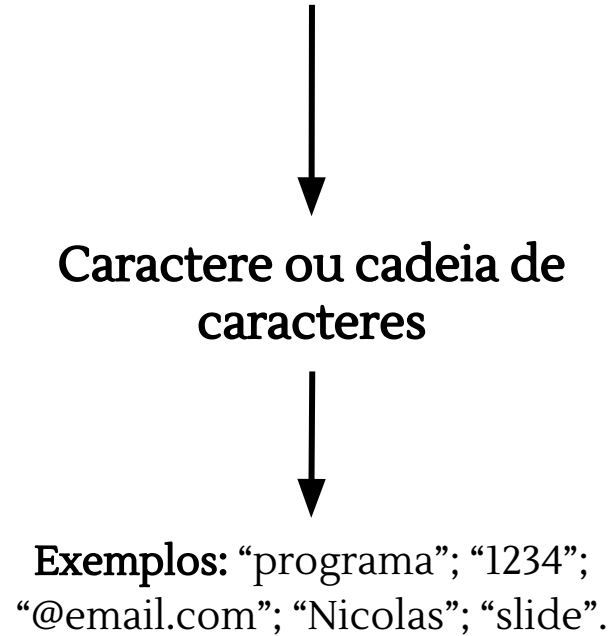 Caractere ou cadeia de
caracteres
Exemplos: “programa”; “1234”;
“@email.com”; “Nicolas”; “slide”.